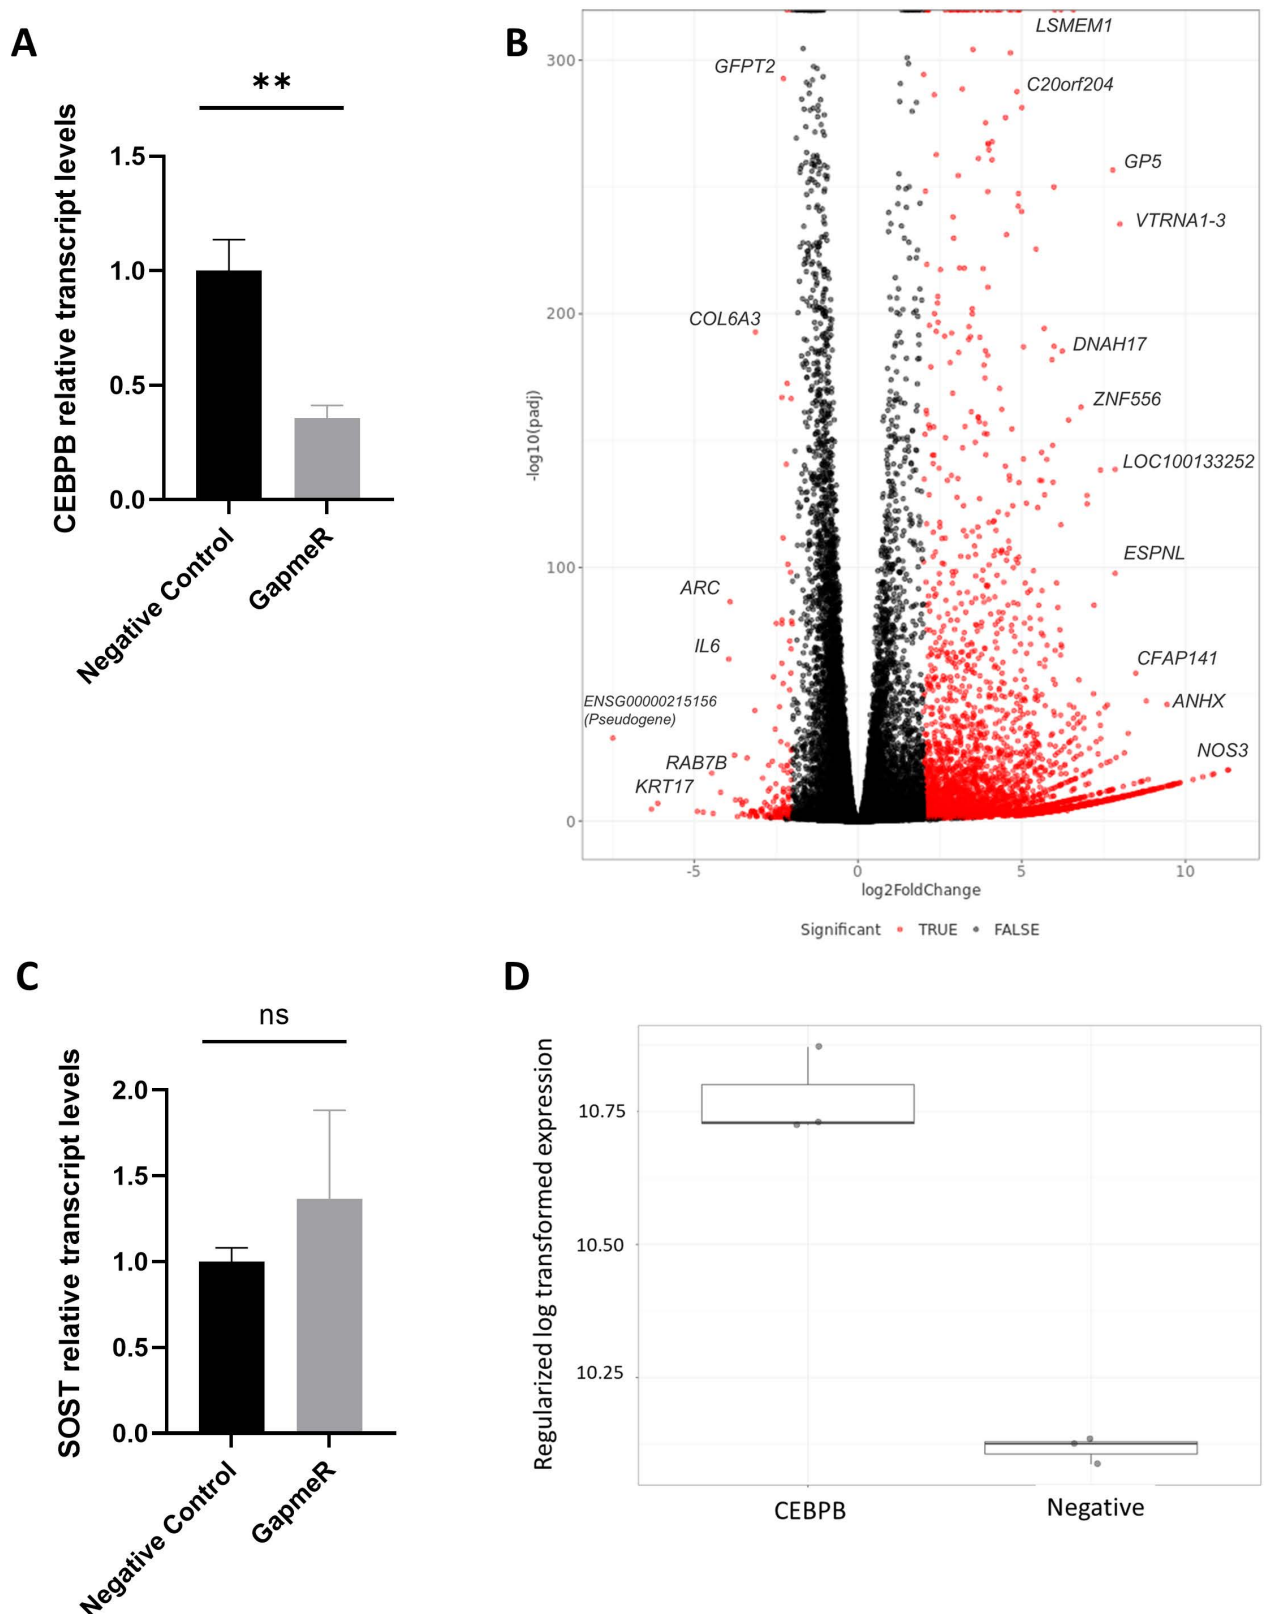 A
**
CEBPB relative transcript levels
1.5
1.0
0.5
0.0
Negative Control
GapmeR
B
300
200
100
0
-log10(padj)
-5
0
5
10
log2FoldChange
Significant TRUE FALSE
LSMEM1
GFPT2
C20orf204
GP5
VTRNA1-3
COL6A3
DNAH17
ZNF556
LOC100133252
ESPNL
ARC
IL6
CFAP141
ENSG00000215156
(Pseudogene)
ANHX
NOS3
RAB7B
KRT17
C
ns
SOST relative transcript levels
2.0
1.5
1.0
0.5
0.0
Negative Control
GapmeR
D
Regularized log transformed expression
10.75
10.50
10.25
CEBPB
Negative